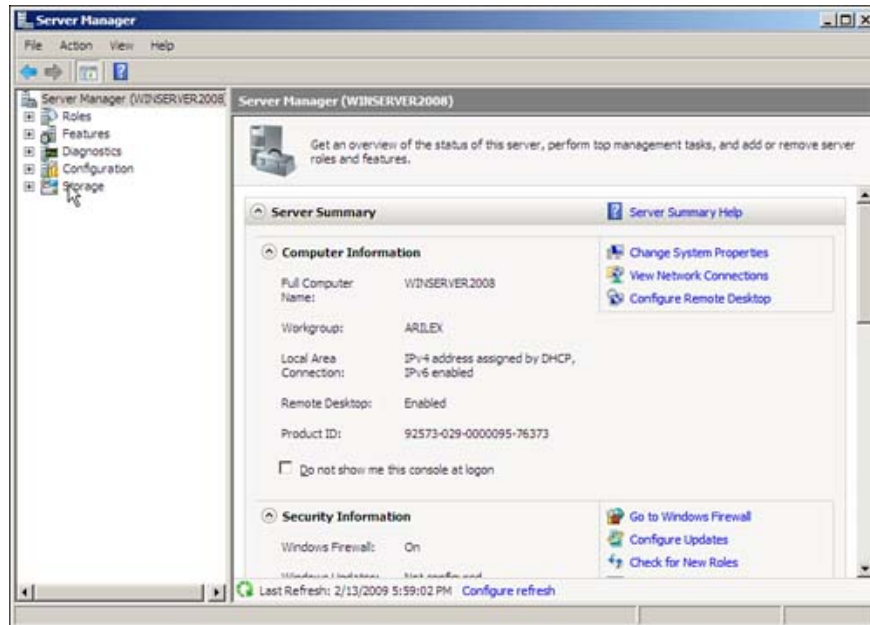 Server Manager
File Action View Help
Server Manager (WINSERVER2008
Roles
Features
Diagnostics
Configuration
Storage
Server Manager (WINSERVER2008)
Get an overview of the status of this server, perform top management tasks, and add or remove server
roles and features.
Server Summary
Server Summary Help
Computer Information
Full Computer
Name:
WINSERVER2008
Workgroup:
ARILEX
Local Area
Connection:
IPv4 address assigned by DHCP,
IPv6 enabled
Remote Desktop:
Enabled
Product ID:
92573-029-0000095-76373
Do not show me this console at logon
Change System Properties
View Network Connections
Configure Remote Desktop
Security Information
Windows Firewall:
On
Windows Updates:
Not configured
Go to Windows Firewall
Configure Updates
Check for New Roles
Last Refresh: 2/13/2009 5:59:02 PM Configure refresh